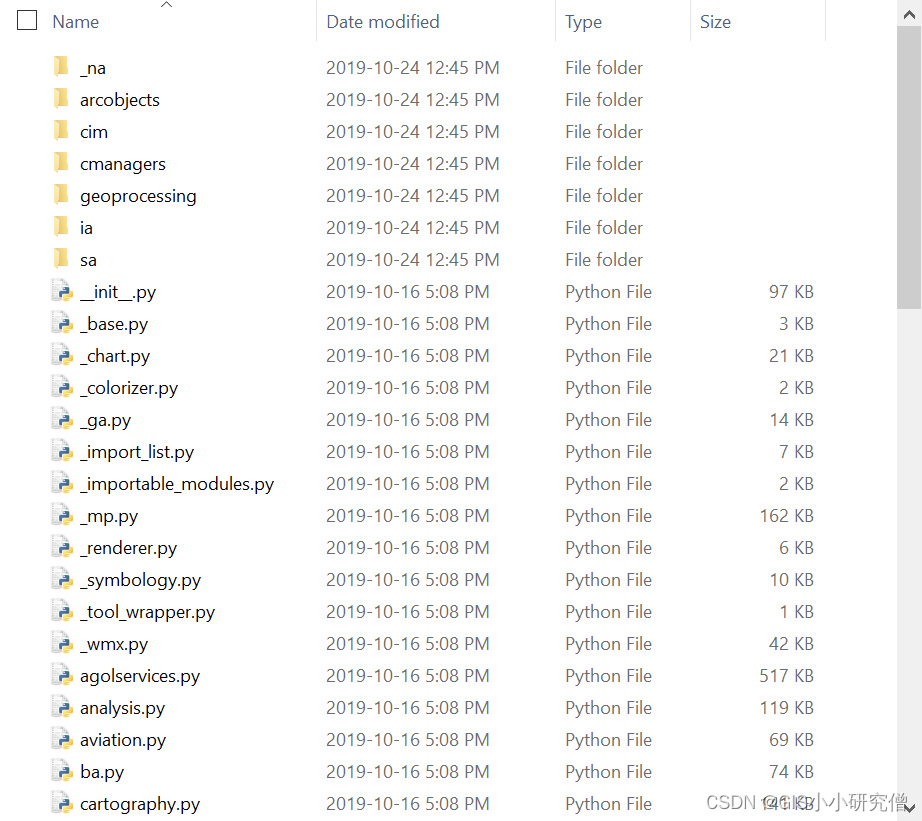 Name Date modified Type Size
_na 2019-10-24 12:45 PM File folder
arcobjects 2019-10-24 12:45 PM File folder
cim 2019-10-24 12:45 PM File folder
cmanagers 2019-10-24 12:45 PM File folder
geoprocessing 2019-10-24 12:45 PM File folder
ia 2019-10-24 12:45 PM File folder
sa 2019-10-24 12:45 PM File folder
__init__.py 2019-10-16 5:08 PM Python File 97 KB
_base.py 2019-10-16 5:08 PM Python File 3 KB
_chart.py 2019-10-16 5:08 PM Python File 21 KB
_colorizer.py 2019-10-16 5:08 PM Python File 2 KB
_ga.py 2019-10-16 5:08 PM Python File 14 KB
_import_list.py 2019-10-16 5:08 PM Python File 7 KB
_importable_modules.py 2019-10-16 5:08 PM Python File 2 KB
_mp.py 2019-10-16 5:08 PM Python File 162 KB
_renderer.py 2019-10-16 5:08 PM Python File 6 KB
_symbology.py 2019-10-16 5:08 PM Python File 10 KB
_tool_wrapper.py 2019-10-16 5:08 PM Python File 1 KB
_wmx.py 2019-10-16 5:08 PM Python File 42 KB
agolservices.py 2019-10-16 5:08 PM Python File 517 KB
analysis.py 2019-10-16 5:08 PM Python File 119 KB
aviation.py 2019-10-16 5:08 PM Python File 69 KB
ba.py 2019-10-16 5:08 PM Python File 74 KB
cartography.py 2019-10-16 5:08 PM Python File 141 KB
CSDN @GIS小小研究僧